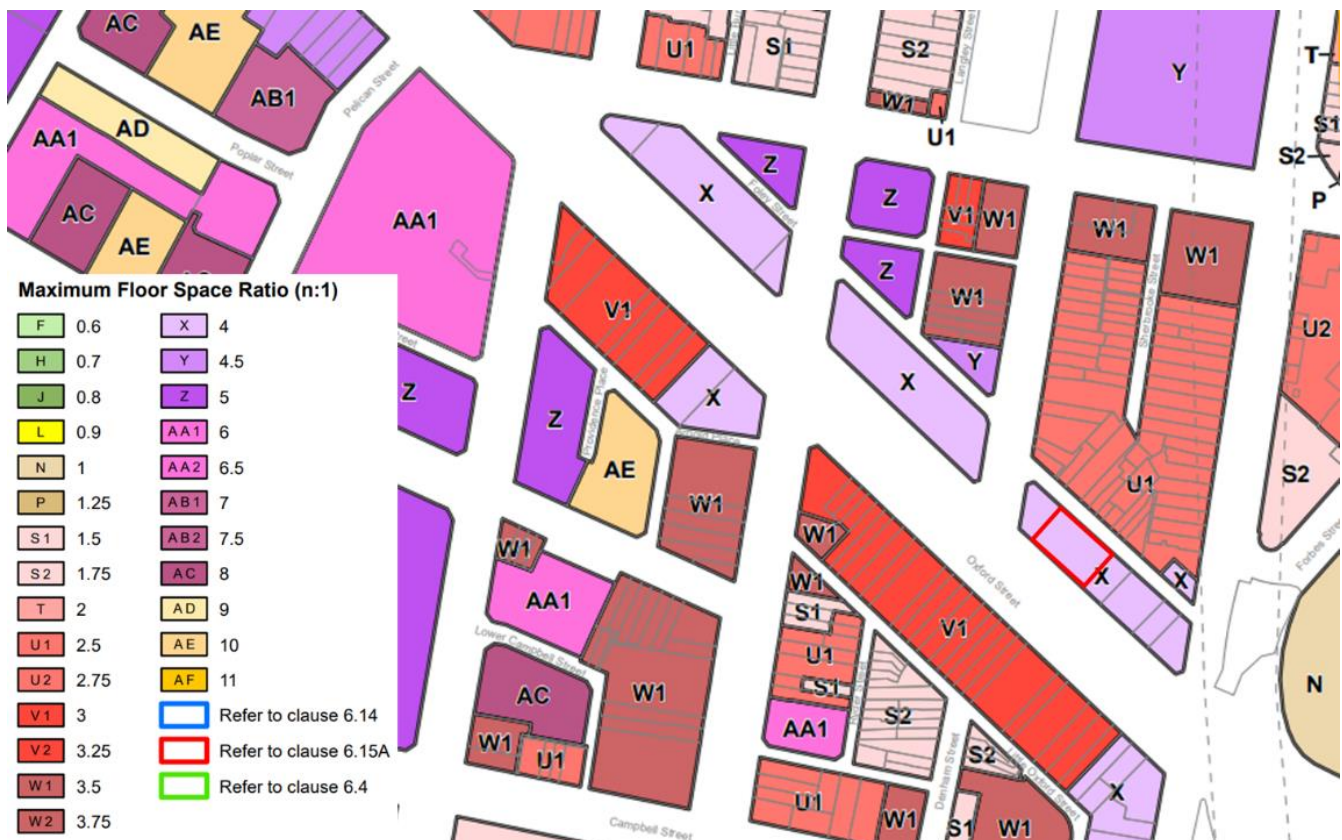 AC
AE
AB1
AD
AA1
AC
AE
Poplar Street
Pelican Street
AA1
U1
S1
S2
W1
U1
Langley Street
Y
T
S1
S2
P
X
Z
Foley Street
Z
Z
V1
W1
W1
Y
X
W1
W1
Sherbrooke Street
U1
U2
S2
Forbes
X
X
N
Z
V1
X
Z
Providence Place
AE
W1
W1
AA1
Lower Campbell Street
AC
W1
U1
W1
Campbell Street
W1
W1
S1
U1
S1
AA1
S2
V1
Oxford Street
Little Oxford Street
Denham Street
S2
X
U1
W1
S1
W1
Maximum Floor Space Ratio (n:1)
F 0.6
H 0.7
J 0.8
L 0.9
N 1
P 1.25
S1 1.5
S2 1.75
T 2
U1 2.5
U2 2.75
V1 3
V2 3.25
W1 3.5
W2 3.75
X 4
Y 4.5
Z 5
AA1 6
AA2 6.5
AB1 7
AB2 7.5
AC 8
AD 9
AE 10
AF 11
Refer to clause 6.14
Refer to clause 6.15A
Refer to clause 6.4